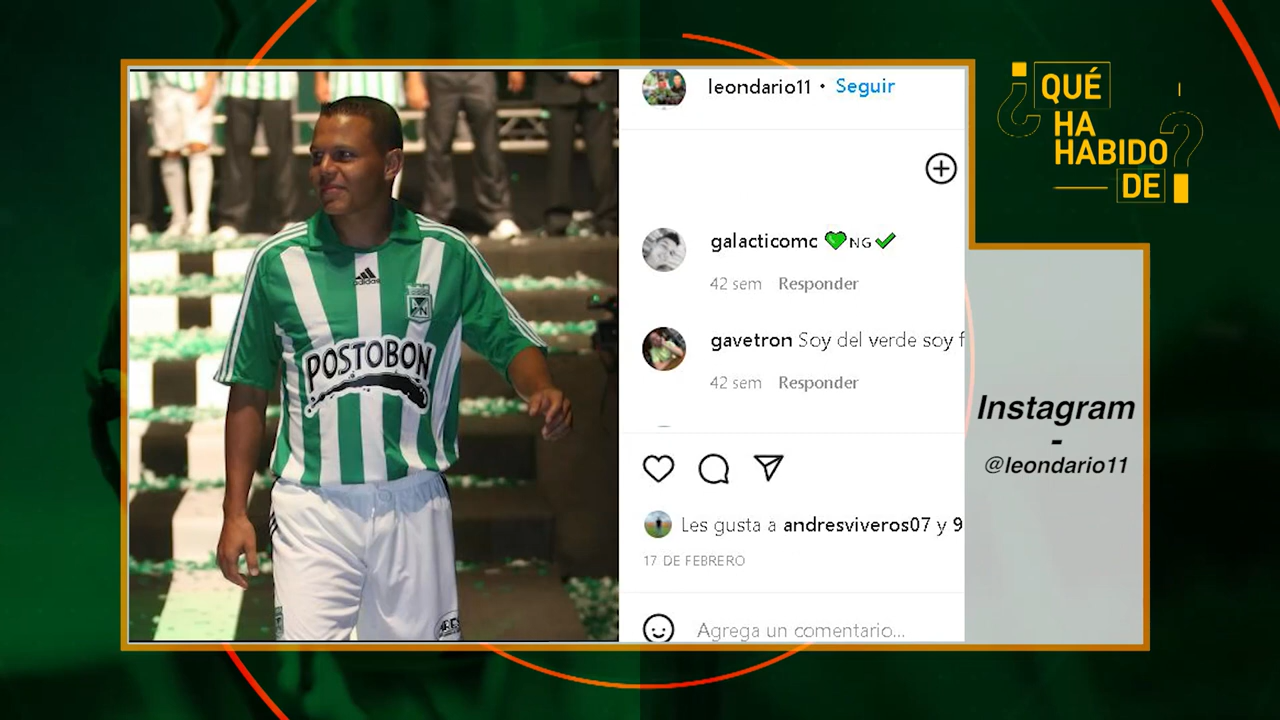 leondario11 • Seguir
galacticomc 💚 NG ✔
42 sem Responder
gavetron Soy del verde soy f
42 sem Responder
Les gusta a andresviveros07 y 9
17 DE FEBRERO
Agrega un comentario...
adidas
POSTOBON
¿QUÉ
HA
HABIDO
DE?
Instagram
-
@leondario11